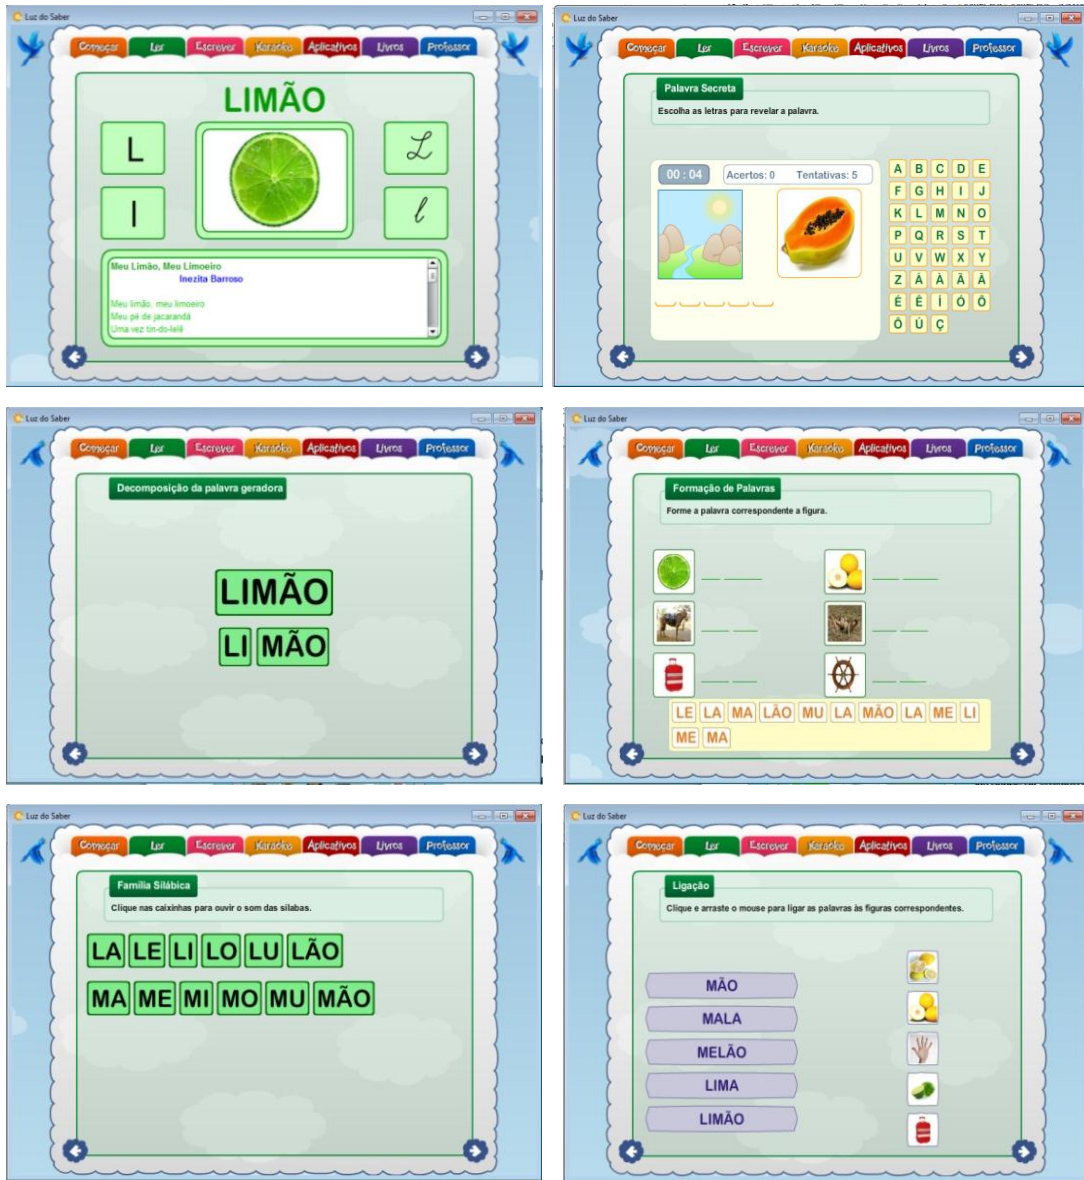 Luz do Saber
Começar Ler Escrever Karaokê Aplicativos Livros Professor
LIMÃO
L
l
L
l
Meu Limão, Meu Limoeiro
Inezita Barroso
Meu limão, meu limoeiro
Meu pé de jacarandá
Uma vez tin-do-lelê
Luz do Saber
Começar Ler Escrever Karaokê Aplicativos Livros Professor
Palavra Secreta
Escolha as letras para revelar a palavra.
00 : 04 Acertos: 0 Tentativas: 5
A B C D E
F G H I J
K L M N O
P Q R S T
U V W X Y
Z Á À Ã Â
É Ê Í Ó Õ
Ô Ú Ç
Luz do Saber
Começar Ler Escrever Karaokê Aplicativos Livros Professor
Decomposição da palavra geradora
LIMÃO
LI MÃO
Luz do Saber
Começar Ler Escrever Karaokê Aplicativos Livros Professor
Formação de Palavras
Forme a palavra correspondente a figura.
LE LA MA LÃO MU LA MÃO LA ME LI
ME MA
Luz do Saber
Começar Ler Escrever Karaokê Aplicativos Livros Professor
Família Silábica
Clique nas caixinhas para ouvir o som das sílabas.
LA LE LI LO LU LÃO
MA ME MI MO MU MÃO
Luz do Saber
Começar Ler Escrever Karaokê Aplicativos Livros Professor
Ligação
Clique e arraste o mouse para ligar as palavras às figuras correspondentes.
MÃO
MALA
MELÃO
LIMA
LIMÃO